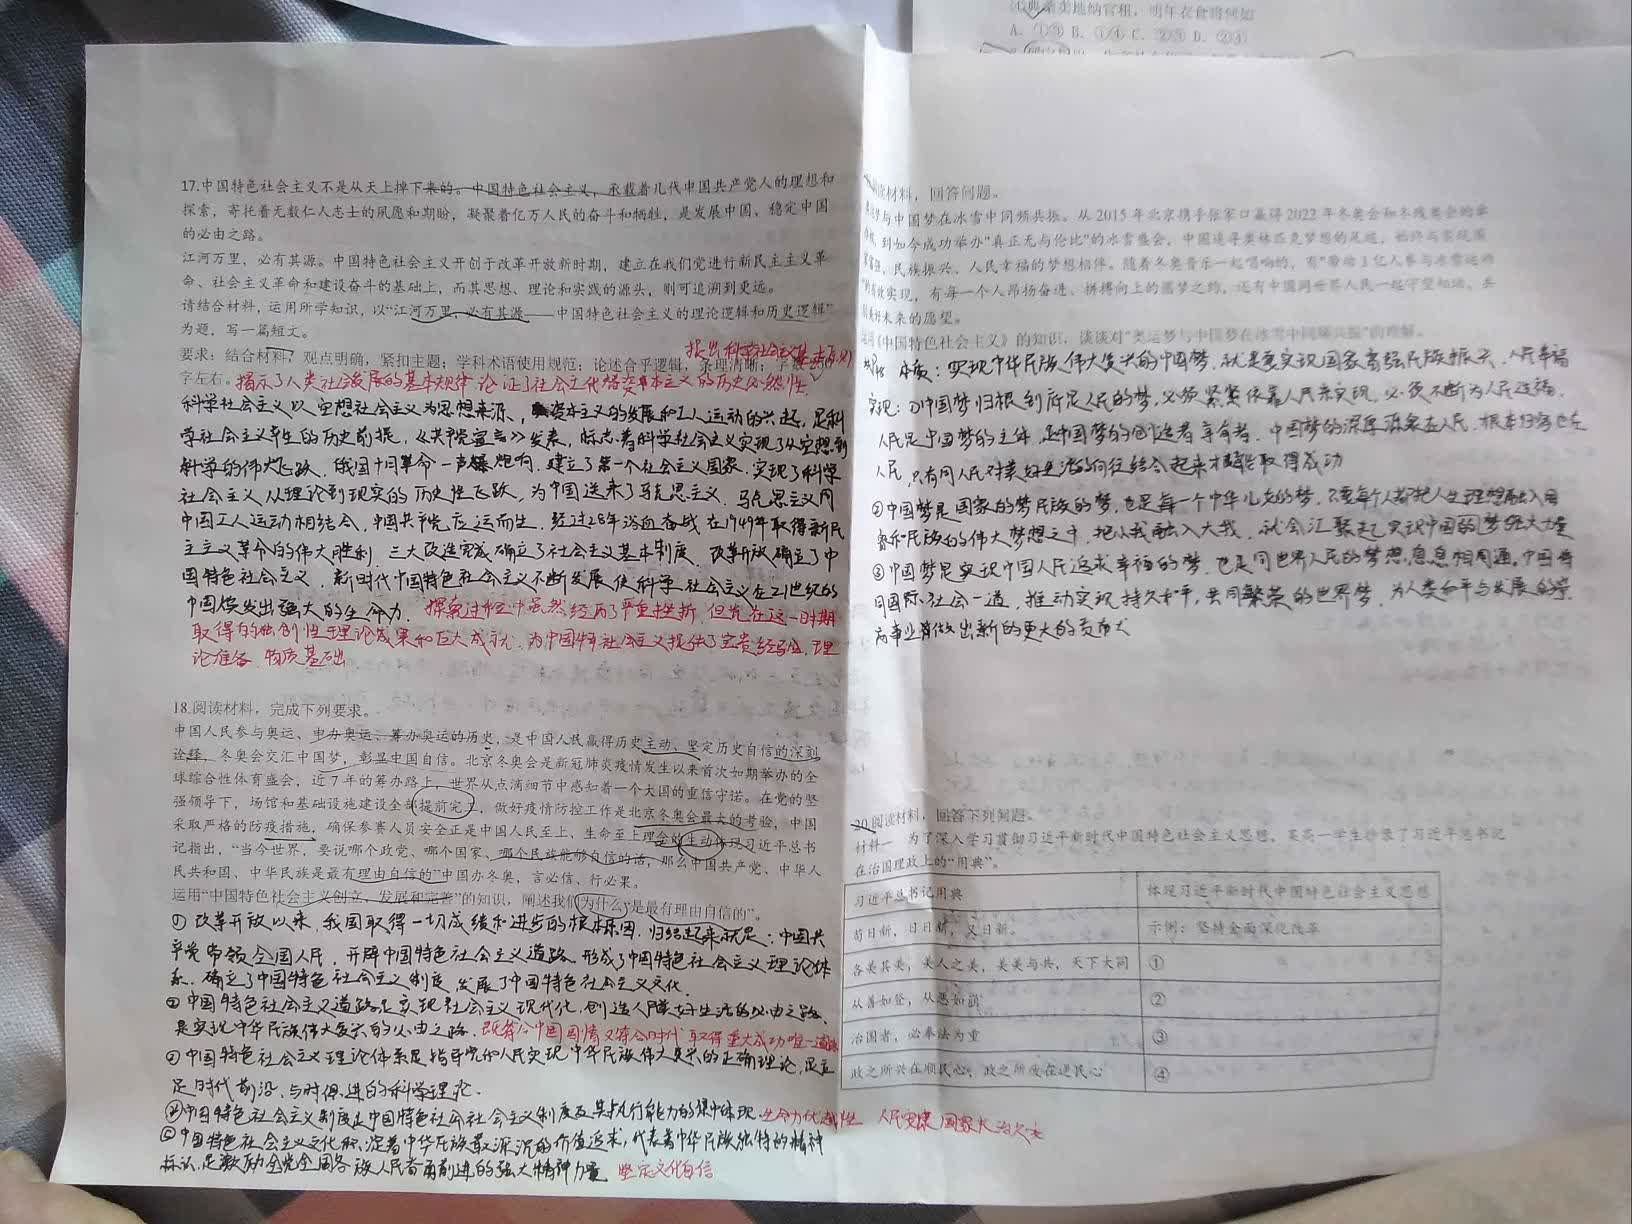 ④典桑卖地纳官租,明年衣食将何如
A. ①③ B. ①④ C. ②③ D. ②④
17.中国特色社会主义不是从天上掉下来的。中国特色社会主义,承载着几代中国共产党人的理想和
探索,寄托着无数仁人志士的夙愿和期盼,凝聚着亿万人民的奋斗和牺牲,是发展中国、稳定中国
的必由之路。
江河万里,必有其源。中国特色社会主义开创于改革开放新时期,建立在我们党进行新民主主义革
命、社会主义革命和建设奋斗的基础上,而其思想、理论和实践的源头,则可追溯到更远。
请结合材料,运用所学知识,以“江河万里,必有其源——中国特色社会主义的理论逻辑和历史逻辑”
为题,写一篇短文。
要求:结合材料,观点明确,紧扣主题;学科术语使用规范;论述合乎逻辑,条理清晰;字数
字左右。
揭示了人类社会发展的基本规律 论证了社会主义代替资本主义的历史必然性
科学社会主义以空想社会主义为思想来源,资本主义的发展和工人运动的兴起,是科
学社会主义诞生的历史前提,《共产党宣言》发表,标志着科学社会主义实现了从空想到
科学的伟大飞跃,俄国十月革命一声炮响,建立了第一个社会主义国家,实现了科学
社会主义从理论到现实的历史性飞跃,为中国送来了马克思主义,马克思主义同
中国工人运动相结合,中国共产党应运而生,经过28年浴血奋战,在1949年取得新民
主主义革命的伟大胜利,三大改造完成确立了社会主义基本制度,改革开放确立了中
国特色社会主义,新时代中国特色社会主义不断发展使科学社会主义在21世纪的
中国焕发出强大的生命力. 探索过程中虽然经历了严重挫折,但党在这一时期
取得的独创性理论成果和巨大成就,为中国特社会主义提供了宝贵经验,理
论准备,物质基础
18.阅读材料,完成下列要求。
中国人民参与奥运、申办奥运、筹办奥运的历史,是中国人民赢得历史主动、坚定历史自信的深刻
诠释,冬奥会交汇中国梦,彰显中国自信。北京冬奥会是新冠肺炎疫情发生以来首次如期举办的全
球综合性体育盛会,近7年的筹办路上,世界从点滴细节中感知着一个大国的重信守诺。在党的坚
强领导下,场馆和基础设施建设全部提前完工,做好疫情防控工作是北京冬奥会最大的考验,中国
采取严格的防疫措施,确保参赛人员安全正是中国人民至上、生命至上理念的生动体现习近平总书
记指出,“当今世界,要说哪个政党、哪个国家、哪个民族能够自信的话,那么中国共产党、中华人
民共和国、中华民族是最有理由自信的”中国办冬奥,言必信、行必果。
运用“中国特色社会主义创立、发展和完善”的知识,阐述我们为什么“是最有理由自信的”。
①改革开放以来,我国取得一切成绩和进步的根本原因,归结起来就是:中国共
产党带领全国人民,开辟中国特色社会主义道路,形成了中国特色社会主义理论体
系,确立了中国特色社会主义制度,发展了中国特色社会主义文化.
②中国特色社会主义道路是实现社会主义现代化,创造人民美好生活的必由之路,
是实现中华民族伟大复兴的必由之路. 既符合中国国情又符合时代 取得重大成功唯一道路
③中国特色社会主义理论体系是指导党和人民实现中华民族伟大复兴的正确理论,是立
足时代前沿、与时俱进的科学理论.
④中国特色社会主义制度是中国特色社会主义制度及其执行能力的集中体现.生命力优越性 人民安康 国家长治久安
⑤中国特色社会主义文化积淀着中华民族最深沉的价值追求,代表着中华民族独特的精神
标识,是激励全党全国各族人民奋勇前进的强大精神力量 坚定文化自信
阅读材料,回答问题。
梦与中国梦在冰雪中同频共振。从2015年北京携手张家口赢得2022年冬奥会和冬残奥会的举
到如今成功举办“真正无与伦比”的冰雪盛会,中国追寻奥林匹克梦想的足迹,始终与实现国
家富强、民族振兴、人民幸福的梦想相伴。随着冬奥音乐一起唱响的,有“带动3亿人参与冰雪运动”
的有效实现,有每一个人昂扬奋进、拼搏向上的圆梦之约,还有中国同世界人民一起守望相助、共
美好未来的愿望。
《中国特色社会主义》的知识,谈谈对“奥运梦与中国梦在冰雪中同频共振”的理解。
本质:实现中华民族伟大复兴的中国梦,就是要实现国家富强民族振兴,人民幸福
实现:①中国梦归根到底是人民的梦,必须紧紧依靠人民来实现,必须不断为人民造福,
人民是中国梦的主体,是中国梦的创造者享有者,中国梦的深厚源泉在人民,根本归宿也在
人民,只有同人民对美好生活的向往结合起来才能取得成功
②中国梦是国家的梦民族的梦,也是每一个中华儿女的梦,只要每个人都把人生理想融入国
家和民族的伟大梦想之中,把小我融入大我,就会汇聚起实现中国的梦强大力量
③中国梦是实现中国人民追求幸福的梦,也是同世界人民的梦想息息相通,中国将
同国际社会一道,推动实现持久和平,共同繁荣的世界梦,为人类和平与发展的崇
高事业做出新的更大的贡献
20.阅读材料,回答下列问题。
材料一 为了深入学习贯彻习近平新时代中国特色社会主义思想,某高一学生抄录了习近平总书记
在治国理政上的“用典”。
习近平总书记用典 体现习近平新时代中国特色社会主义思想
苟日新,日日新,又日新。 示例:坚持全面深化改革
各美其美,美人之美,美美与共,天下大同 ①
从善如登,从恶如崩 ②
治国者,必奉法为重 ③
政之所兴在顺民心,政之所废在逆民心 ④